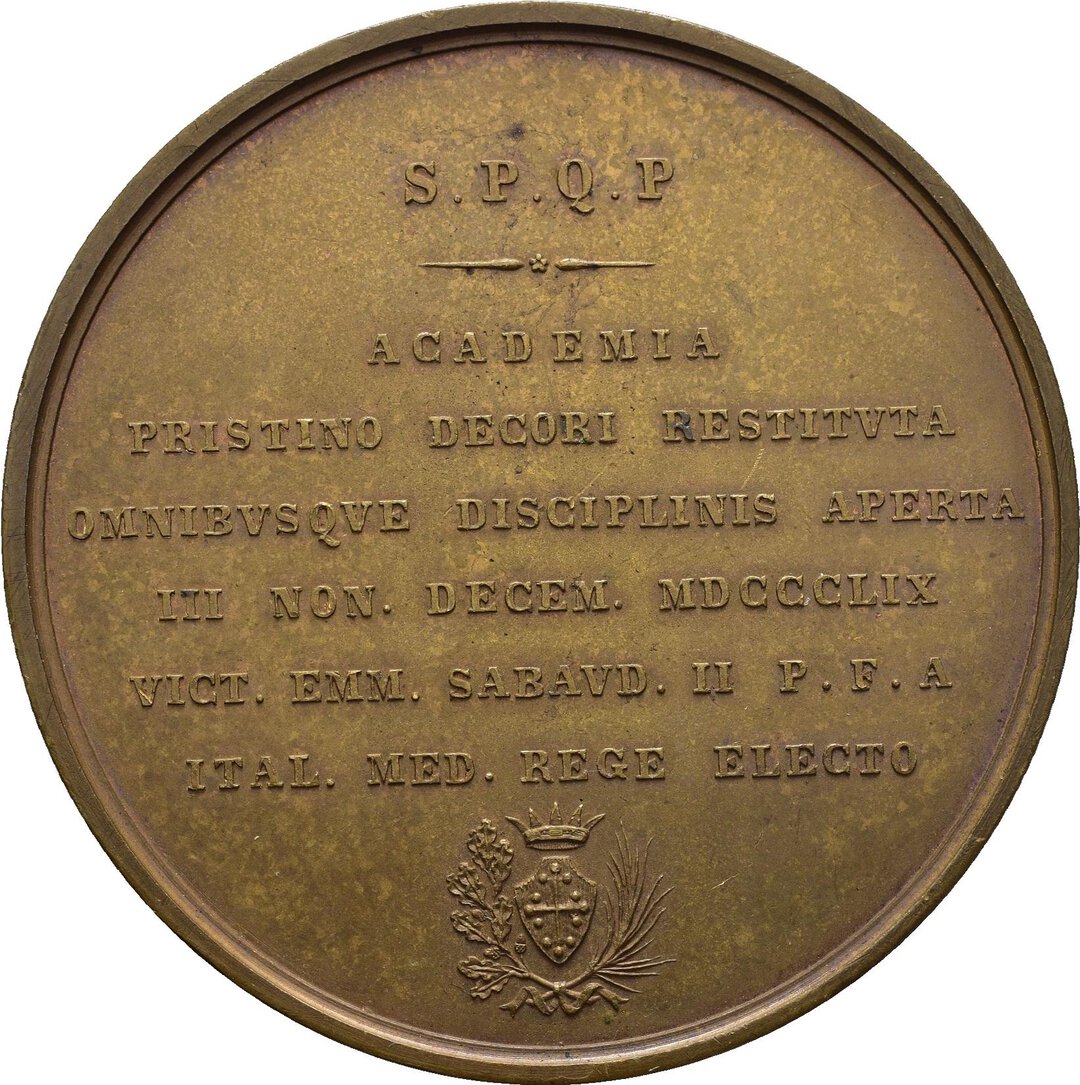 S.P.Q.P
ACADEMIA
PRISTINO DECORI RESTITVTA
OMNIBVSQVE DISCIPLINIS APERTA
III NON. DECEM. MDCCCLIX
VICT. EMM. SABAVD. II P.F.A
ITAL. MED. REGE ELECTO